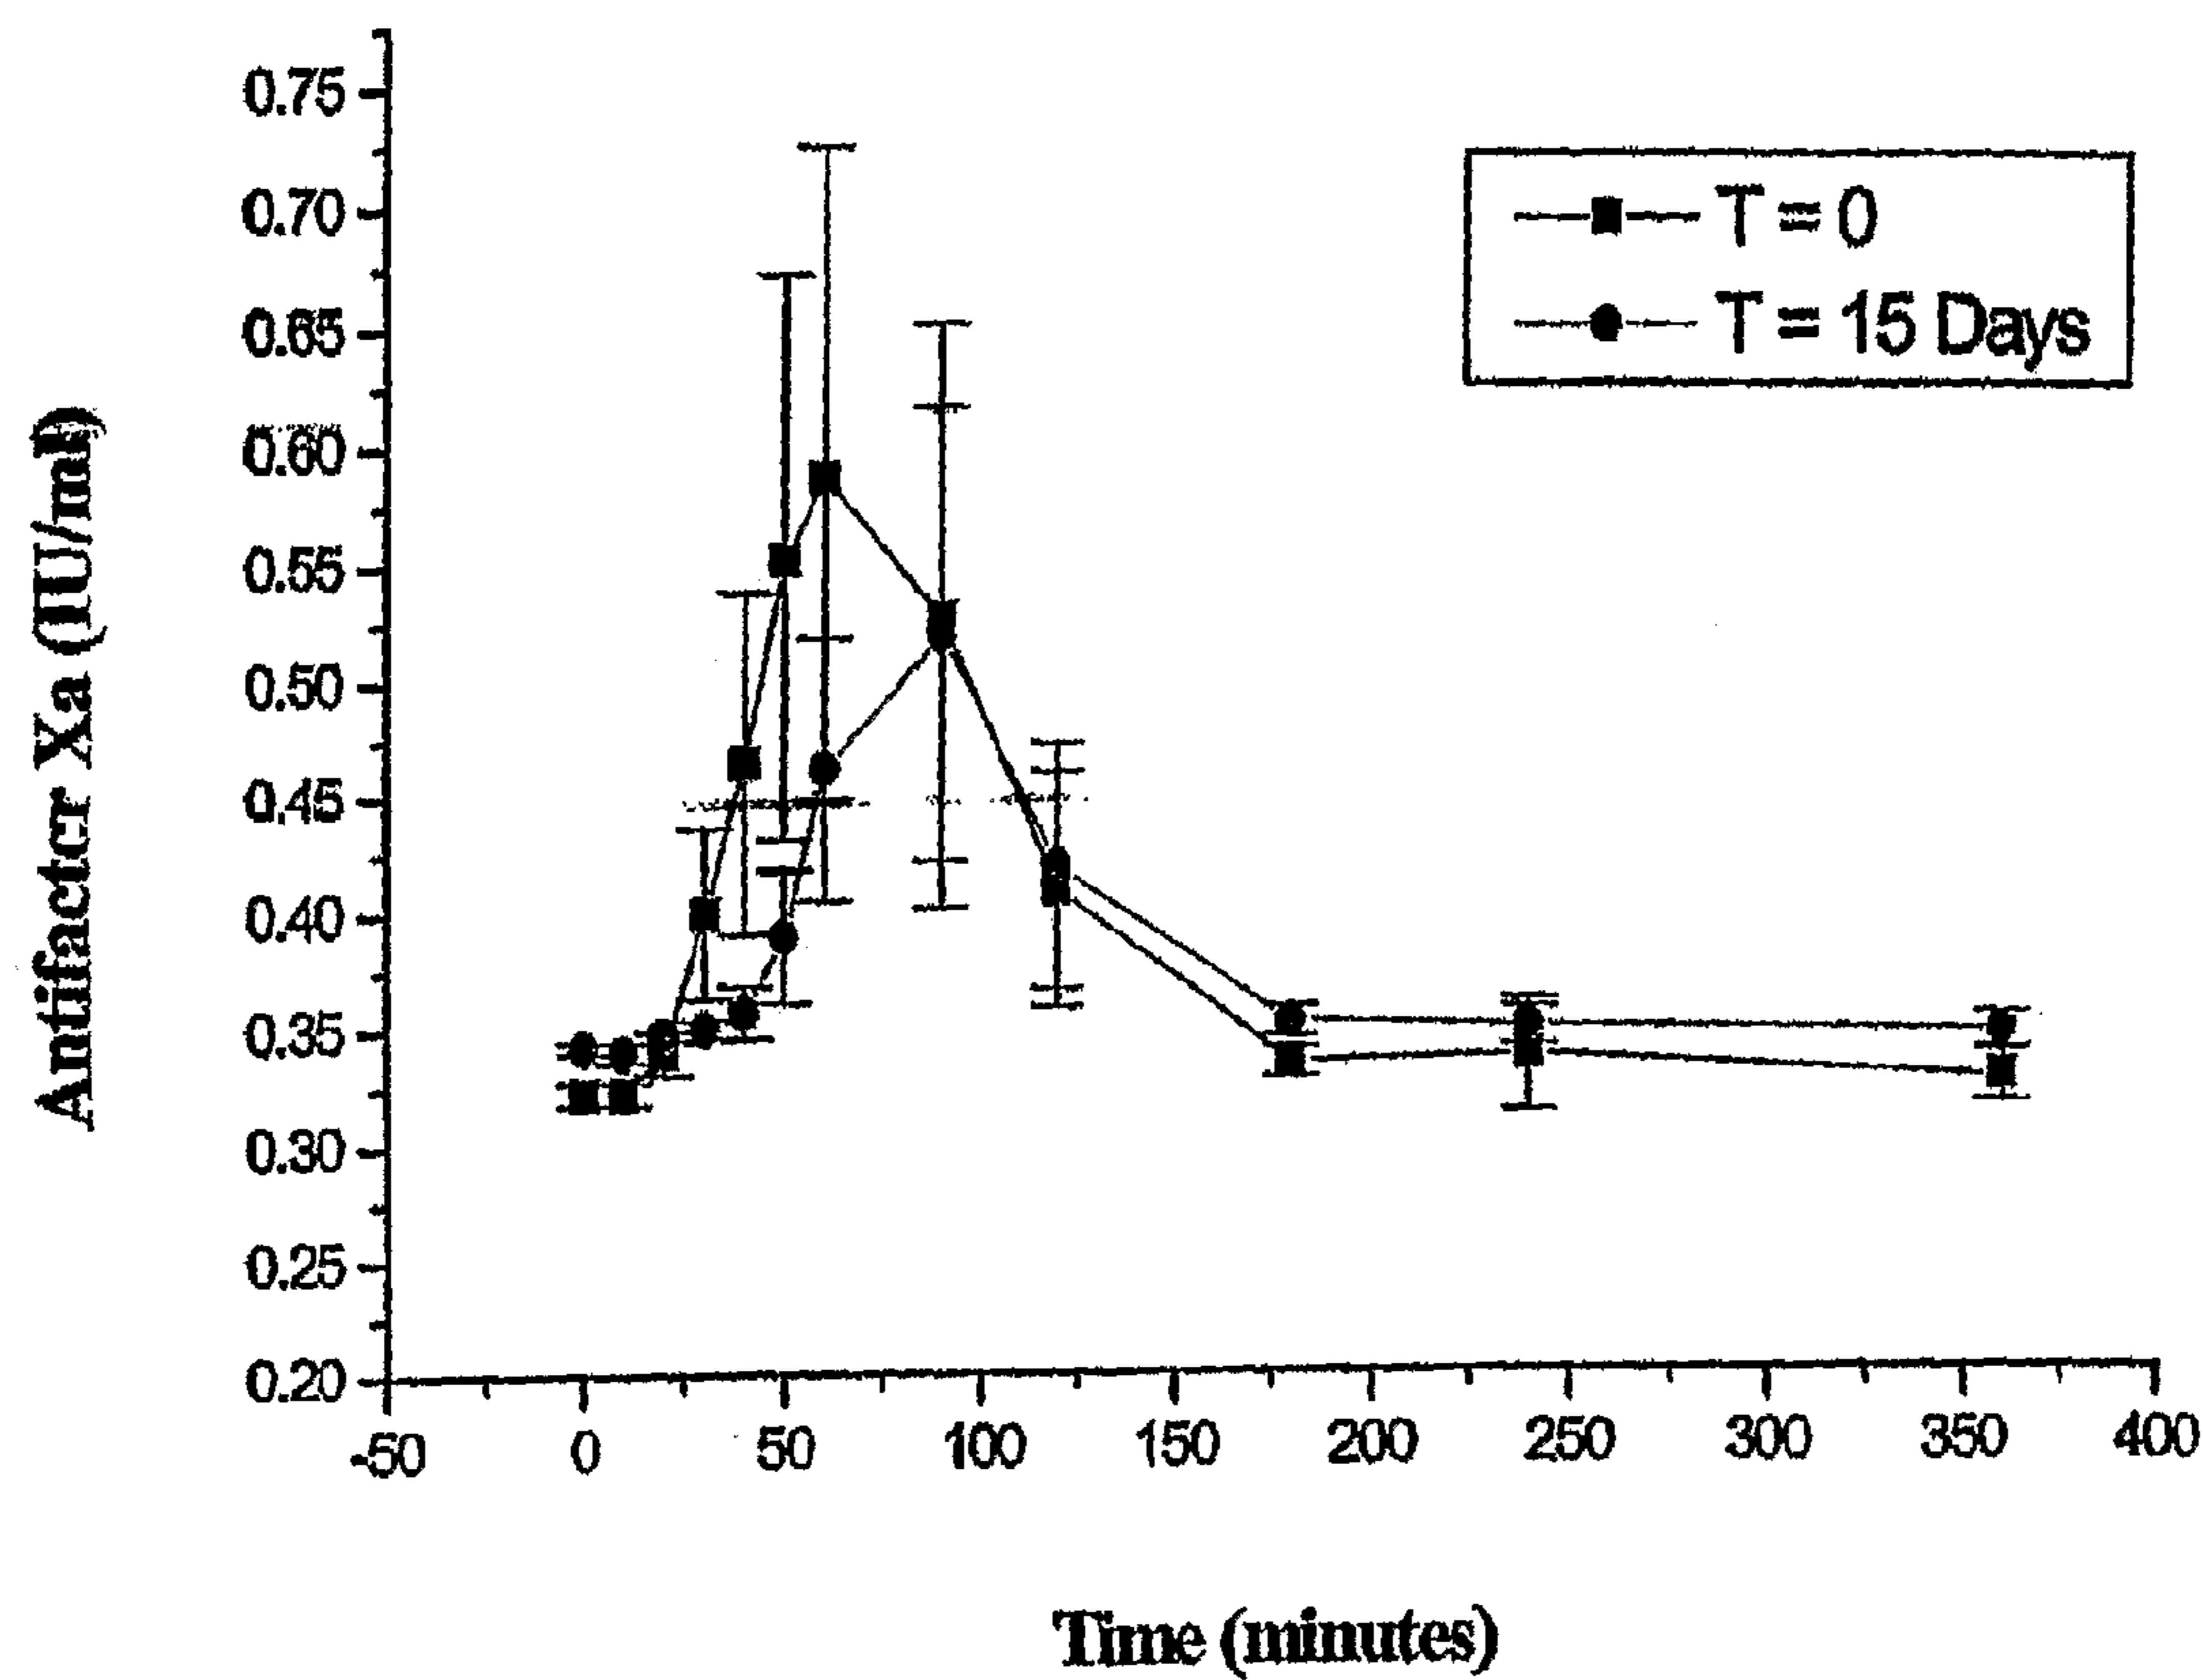 0.75
0.70
0.65
0.60
0.55
0.50
0.45
0.40
0.35
0.30
0.25
0.20
-50 0 50 100 150 200 250 300 350 400
Antifactor Xa (IU/ml)
Time (minutes)
T = 0
T = 15 Days